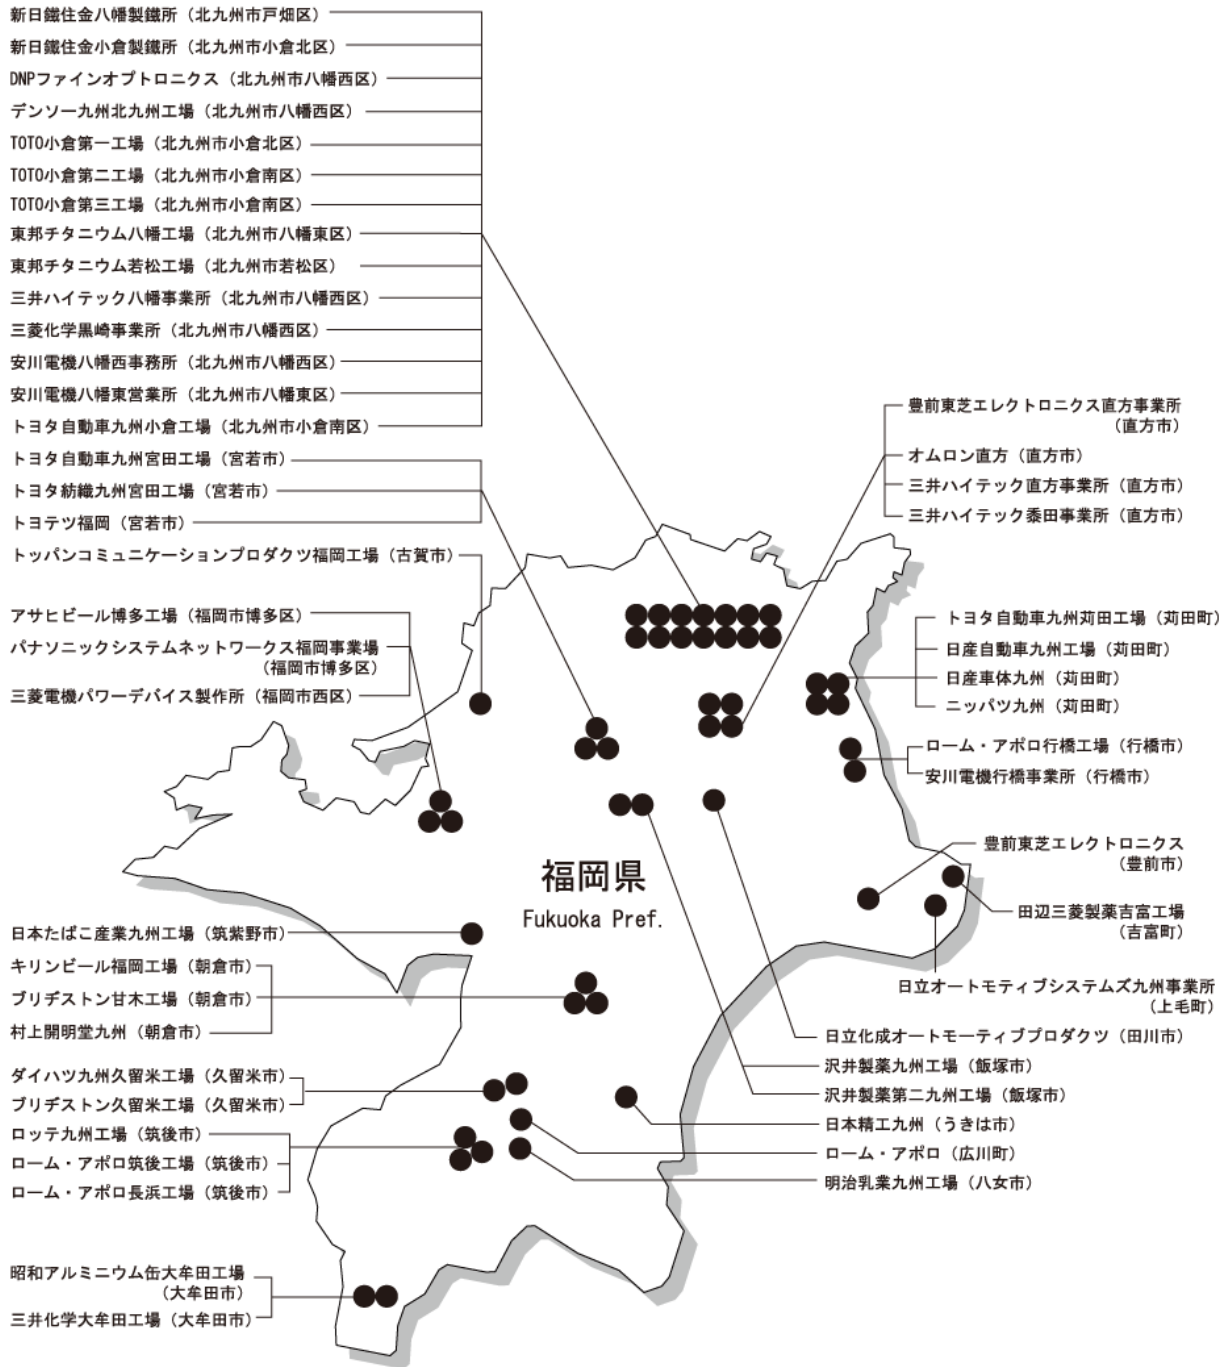 新日鐵住金八幡製鐵所（北九州市戸畑区）
新日鐵住金小倉製鐵所（北九州市小倉北区）
DNPファインオプトロニクス（北九州市八幡西区）
デンソー九州北九州工場（北九州市八幡西区）
TOTO小倉第一工場（北九州市小倉北区）
TOTO小倉第二工場（北九州市小倉南区）
TOTO小倉第三工場（北九州市小倉南区）
東邦チタニウム八幡工場（北九州市八幡東区）
東邦チタニウム若松工場（北九州市若松区）
三井ハイテック八幡事業所（北九州市八幡西区）
三菱化学黒崎事業所（北九州市八幡西区）
安川電機八幡西事務所（北九州市八幡西区）
安川電機八幡東営業所（北九州市八幡東区）
トヨタ自動車九州小倉工場（北九州市小倉南区）
トヨタ自動車九州宮田工場（宮若市）
トヨタ紡織九州宮田工場（宮若市）
トヨテツ福岡（宮若市）
トッパンコミュニケーションプロダクツ福岡工場（古賀市）
アサヒビール博多工場（福岡市博多区）
パナソニックシステムネットワークス福岡事業場
（福岡市博多区）
三菱電機パワーデバイス製作所（福岡市西区）
豊前東芝エレクトロニクス直方事業所
（直方市）
オムロン直方（直方市）
三井ハイテック直方事業所（直方市）
三井ハイテック黍田事業所（直方市）
トヨタ自動車九州苅田工場（苅田町）
日産自動車九州工場（苅田町）
日産車体九州（苅田町）
ニッパツ九州（苅田町）
ローム・アポロ行橋工場（行橋市）
安川電機行橋事業所（行橋市）
豊前東芝エレクトロニクス
（豊前市）
田辺三菱製薬吉富工場
（吉富町）
日立オートモティブシステムズ九州事業所
（上毛町）
福岡県
Fukuoka Pref.
日本たばこ産業九州工場（筑紫野市）
キリンビール福岡工場（朝倉市）
ブリヂストン甘木工場（朝倉市）
村上開明堂九州（朝倉市）
ダイハツ九州久留米工場（久留米市）
ブリヂストン久留米工場（久留米市）
ロッテ九州工場（筑後市）
ローム・アポロ筑後工場（筑後市）
ローム・アポロ長浜工場（筑後市）
昭和アルミニウム缶大牟田工場
（大牟田市）
三井化学大牟田工場（大牟田市）
日立化成オートモーティブプロダクツ（田川市）
沢井製薬九州工場（飯塚市）
沢井製薬第二九州工場（飯塚市）
日本精工九州（うきは市）
ローム・アポロ（広川町）
明治乳業九州工場（八女市）